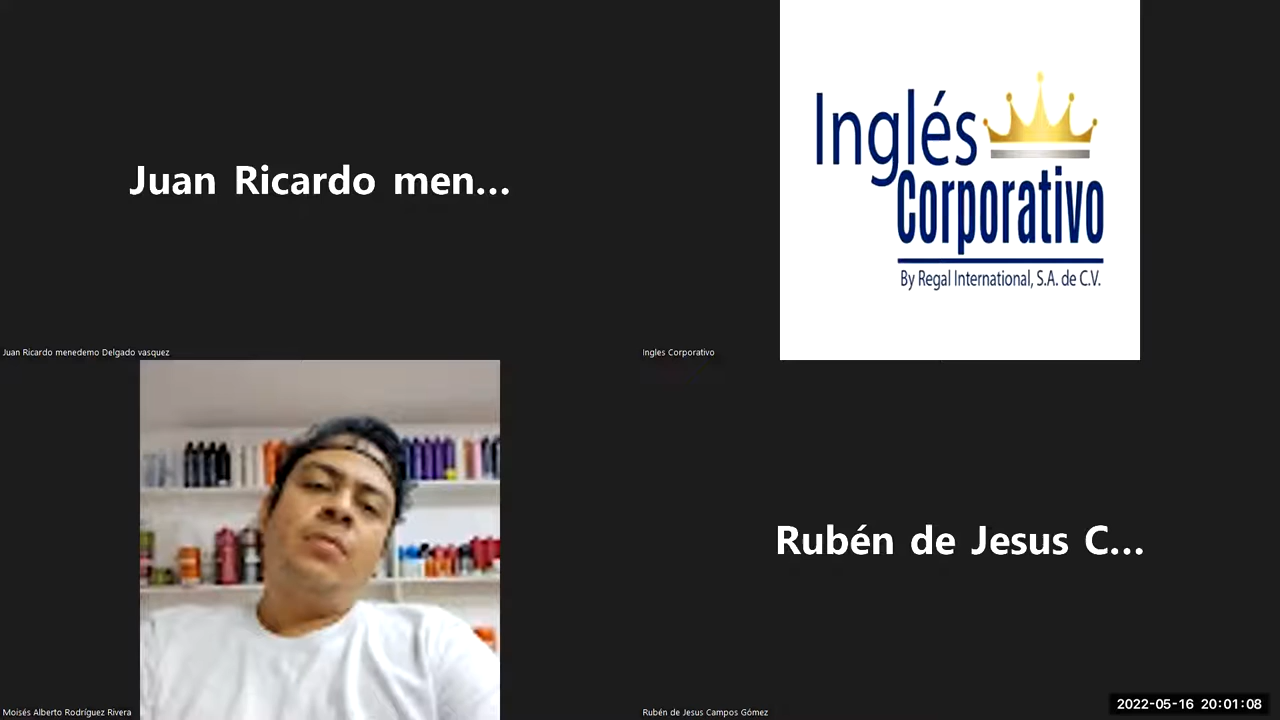 Juan Ricardo men...
Inglés
Corporativo
By Regal International, S.A. de C.V.
Juan Ricardo menedemo Delgado vasquez
Ingles Corporativo
Rubén de Jesus C...
Moisés Alberto Rodríguez Rivera
Rubén de Jesus Campos Gómez
2022-05-16 20:01:08